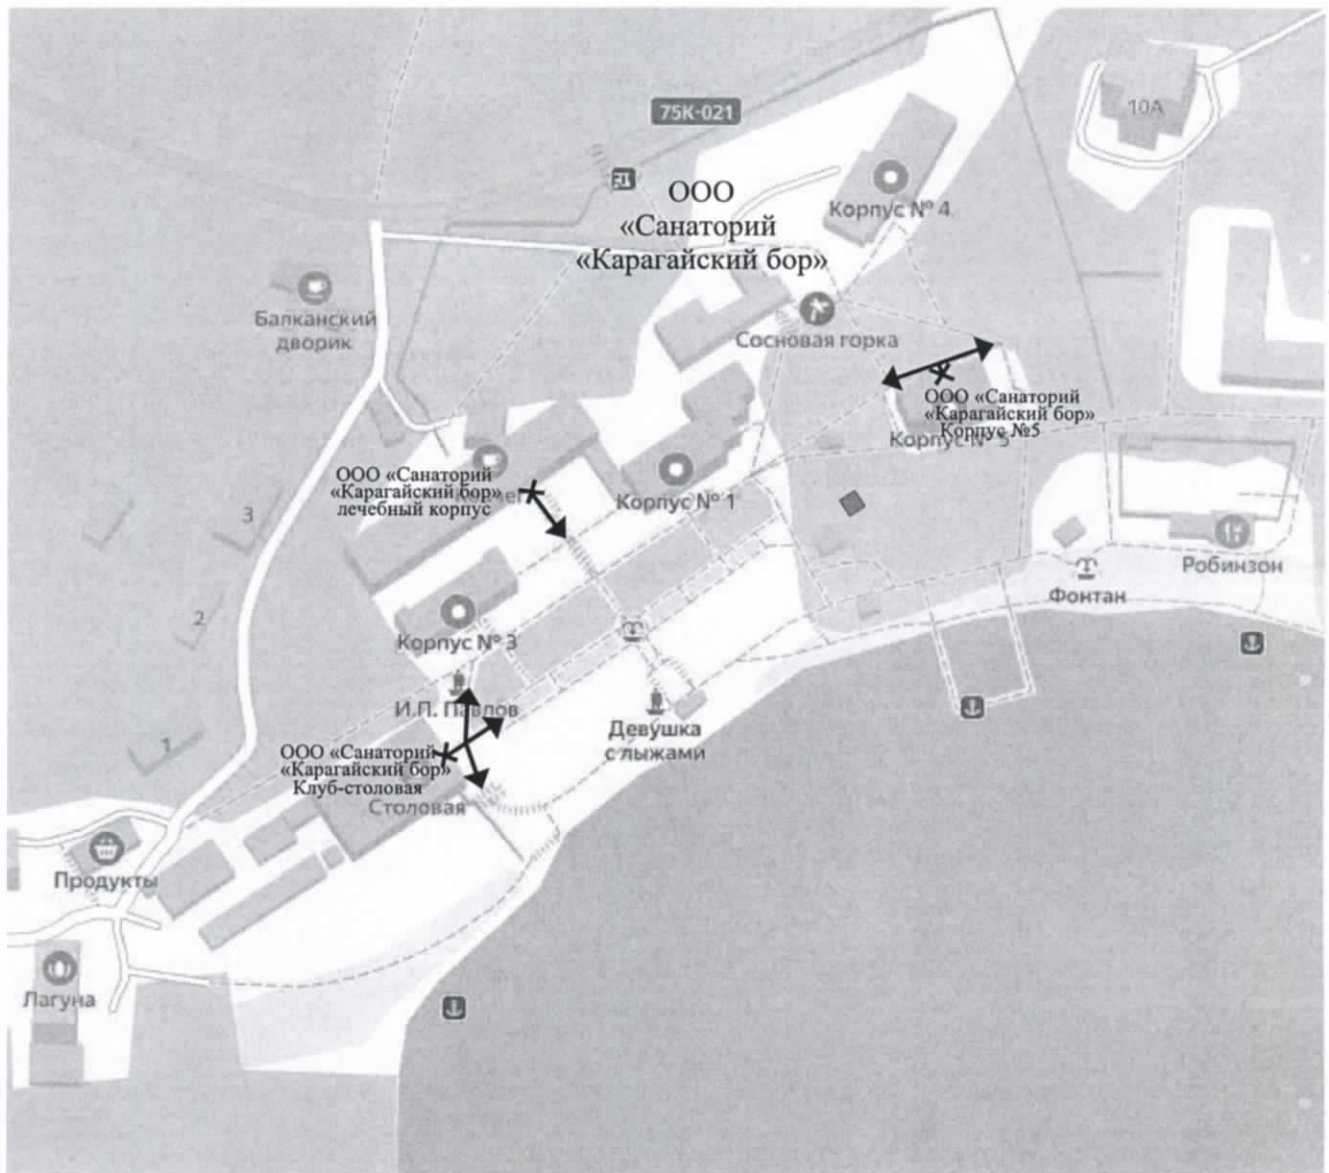 75К-021
10А
ООО
«Санаторий
«Карагайский бор»
Корпус № 4
Балканский
дворик
Сосновая горка
ООО «Санаторий
«Карагайский бор»
Корпус №5
Корпус №
ООО «Санаторий
«Карагайский бор»
лечебный корпус
Корпус № 1
3
Робинзон
Фонтан
2
Корпус № 3
И.П. Павлов
Девушка
с лыжами
1
ООО «Санаторий
«Карагайский бор»
Клуб-столовая
Столовая
Продукты
Лагуна